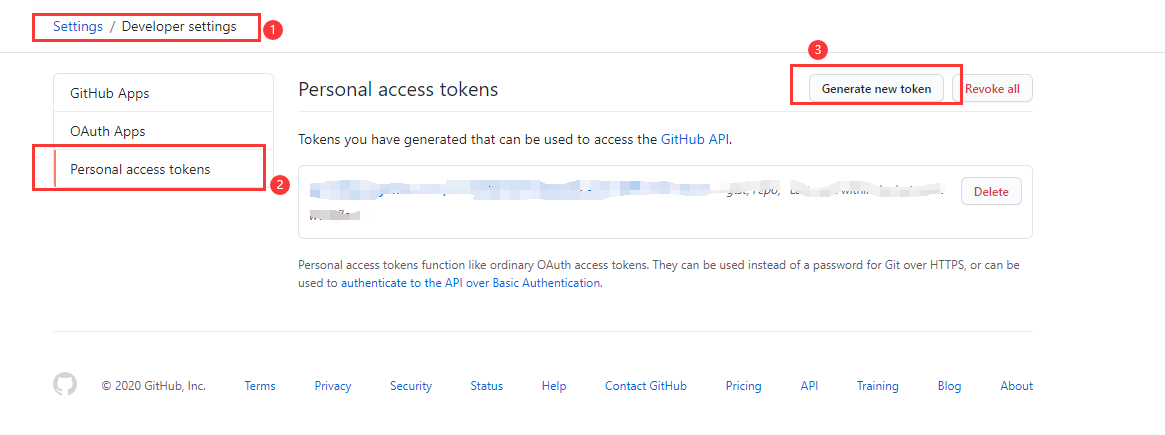 Settings / Developer settings
1
3
GitHub Apps
OAuth Apps
Personal access tokens
2
Personal access tokens
Generate new token
Revoke all
Tokens you have generated that can be used to access the GitHub API.
repo,
Delete
Personal access tokens function like ordinary OAuth access tokens. They can be used instead of a password for Git over HTTPS, or can be
used to authenticate to the API over Basic Authentication.
© 2020 GitHub, Inc.
Terms
Privacy
Security
Status
Help
Contact GitHub
Pricing
API
Training
Blog
About